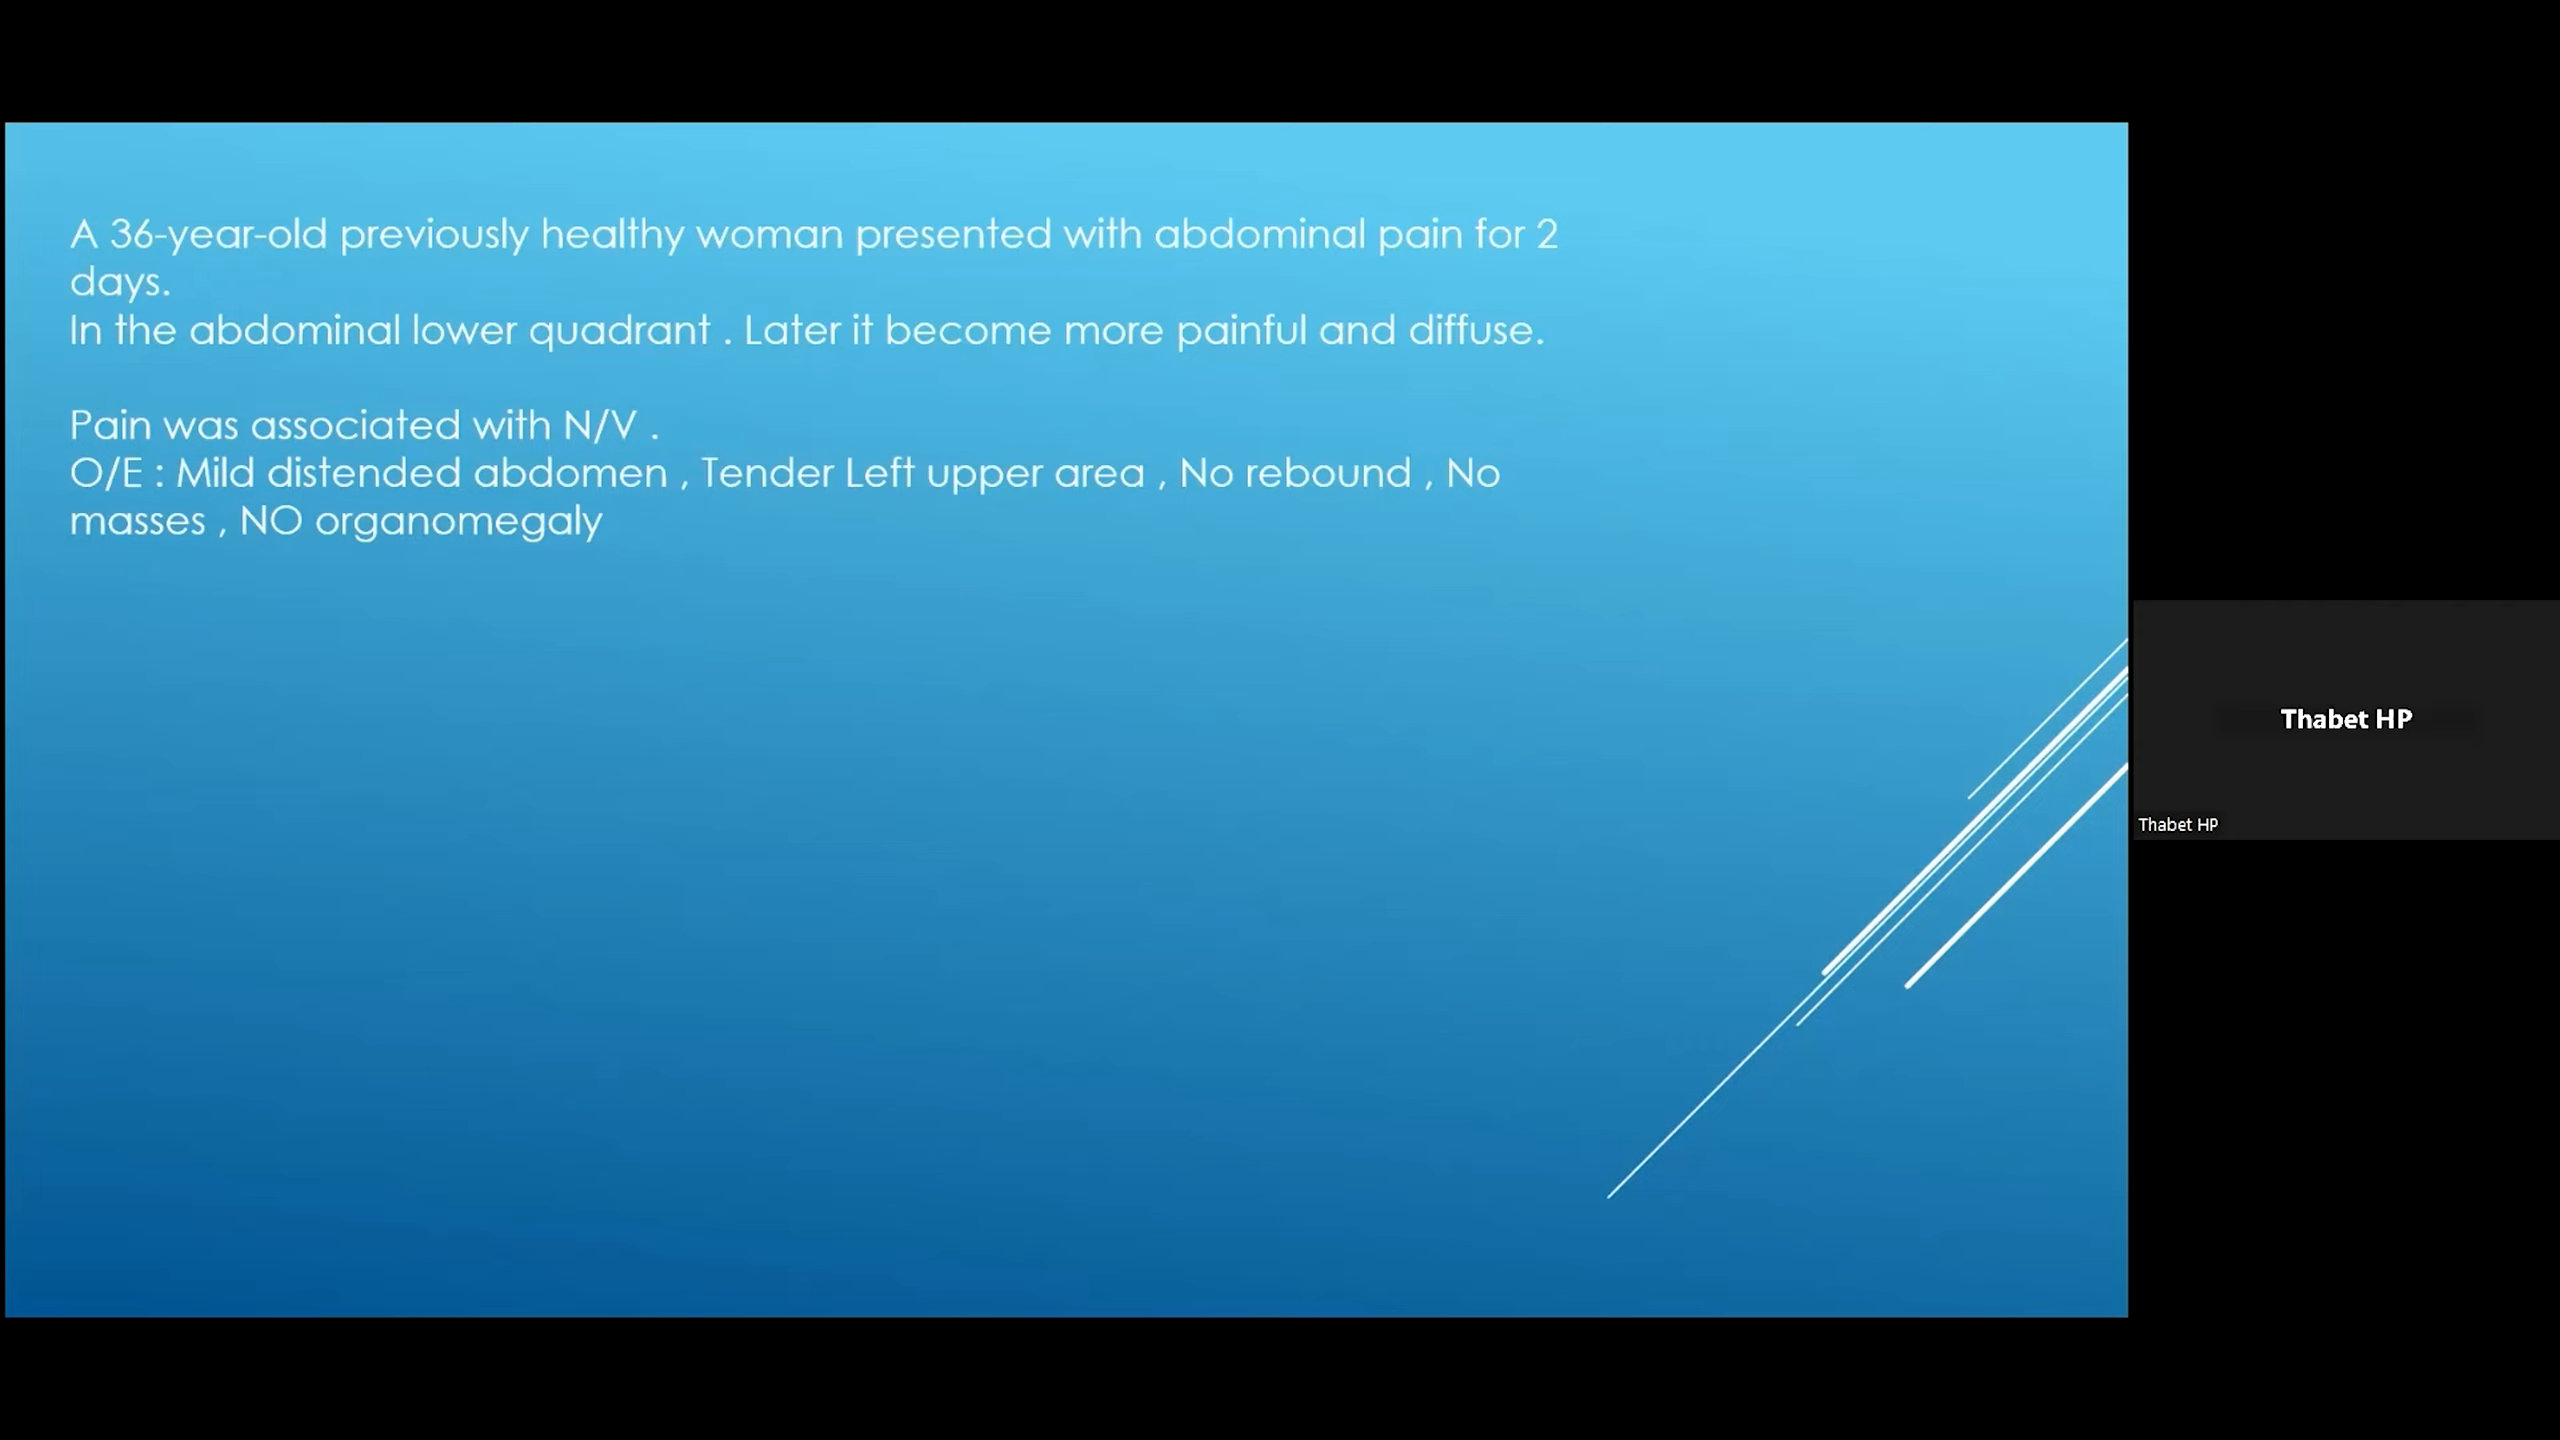 A 36-year-old previously healthy woman presented with abdominal pain for 2
days.
In the abdominal lower quadrant . Later it become more painful and diffuse.
Pain was associated with N/V .
O/E : Mild distended abdomen , Tender Left upper area , No rebound , No
masses , NO organomegaly
Thabet HP
Thabet HP